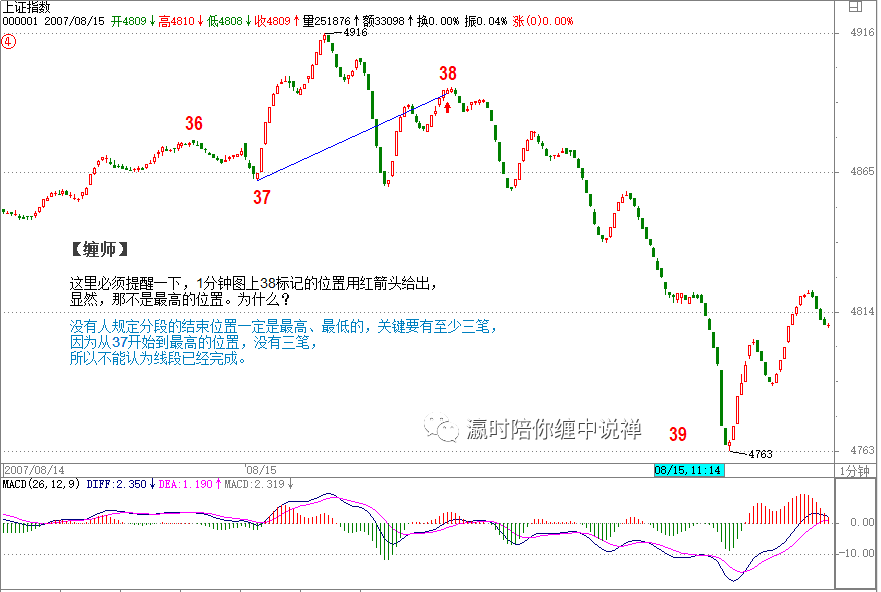 上证指数
000001 2007/08/15 开4809↓高4810↓低4808↓收4809↑量251876↑额33098↑换0.00% 振0.04% 涨(0)0.00%
④
4916
4916
38
36
4865
37
【缠师】
这里必须提醒一下，1分钟图上38标记的位置用红箭头给出，
显然，那不是最高的位置。为什么？
4814
没有人规定分段的结束位置一定是最高、最低的，关键要有至少三笔，
因为从37开始到最高的位置，没有三笔，
所以不能认为线段已经完成。
瀛时陪你缠中说禅
39
4763
4763
2007/08/14
08/15
08/15,11:14
1分钟
MACD(26,12,9) DIFF:2.350↓DEA:1.190↑MACD:2.319↓
0.00
-10.00